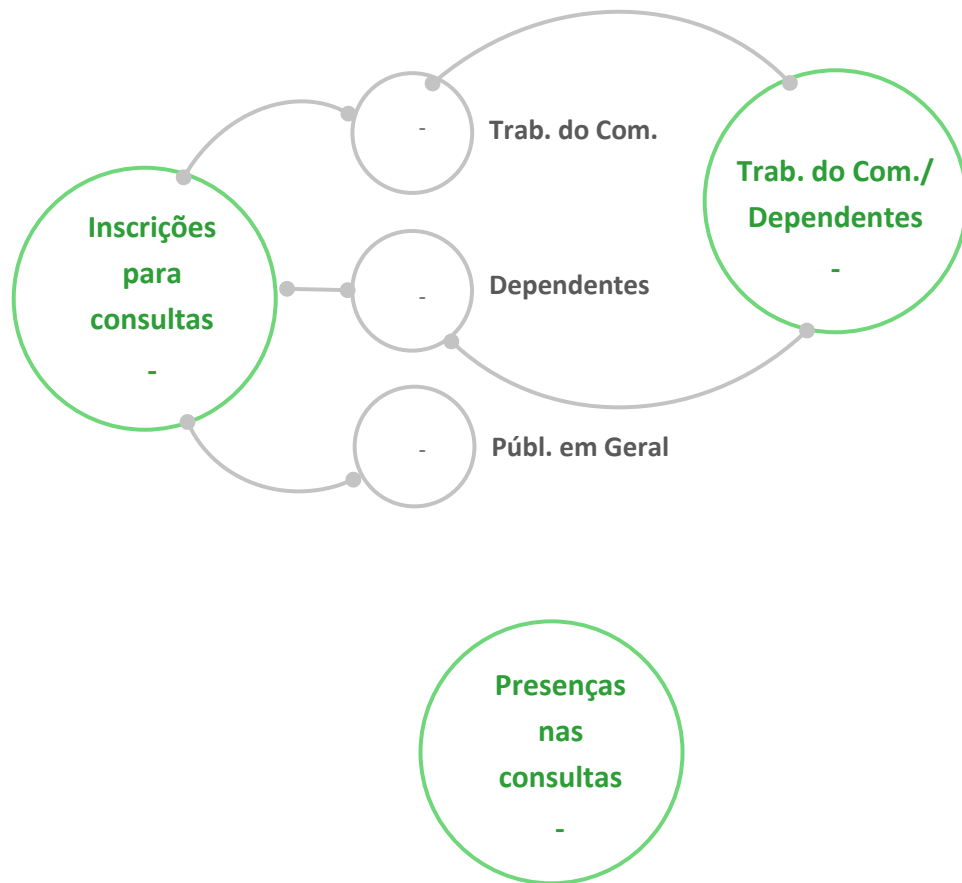 Inscrições
para
consultas
-
-
Trab. do Com.
-
Dependentes
-
Públ. em Geral
Trab. do Com./
Dependentes
-
Presenças
nas
consultas
-